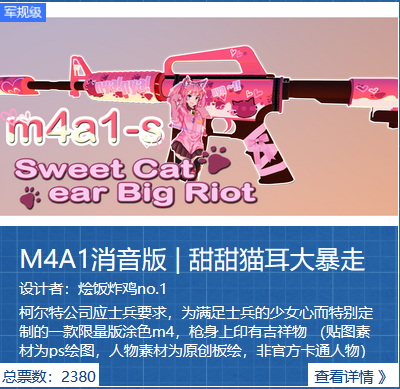 军规级
m4a1-s
Sweet Cat
ear Big Riot
M4A1消音版 | 甜甜猫耳大暴走
设计者：烩饭炸鸡no.1
柯尔特公司应士兵要求，为满足士兵的少女心而特别定
制的一款限量版涂色m4，枪身上印有吉祥物 （贴图素
材为ps绘图，人物素材为原创板绘，非官方卡通人物）
总票数：2380
查看详情 》